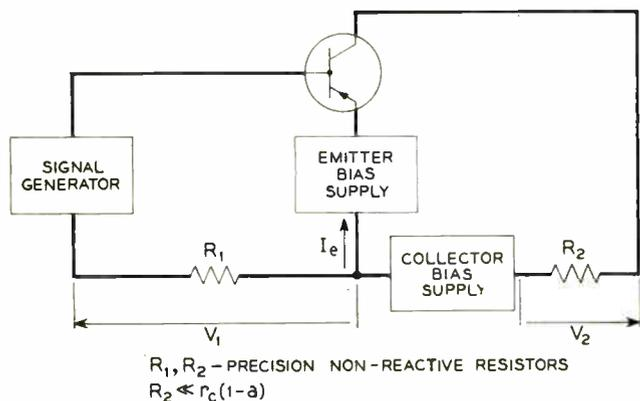 SIGNAL
GENERATOR
EMITTER
BIAS
SUPPLY
Ie
R1
COLLECTOR
BIAS
SUPPLY
R2
V1
V2
R1, R2 – PRECISION NON-REACTIVE RESISTORS
R2 ≪ rc(1-a)